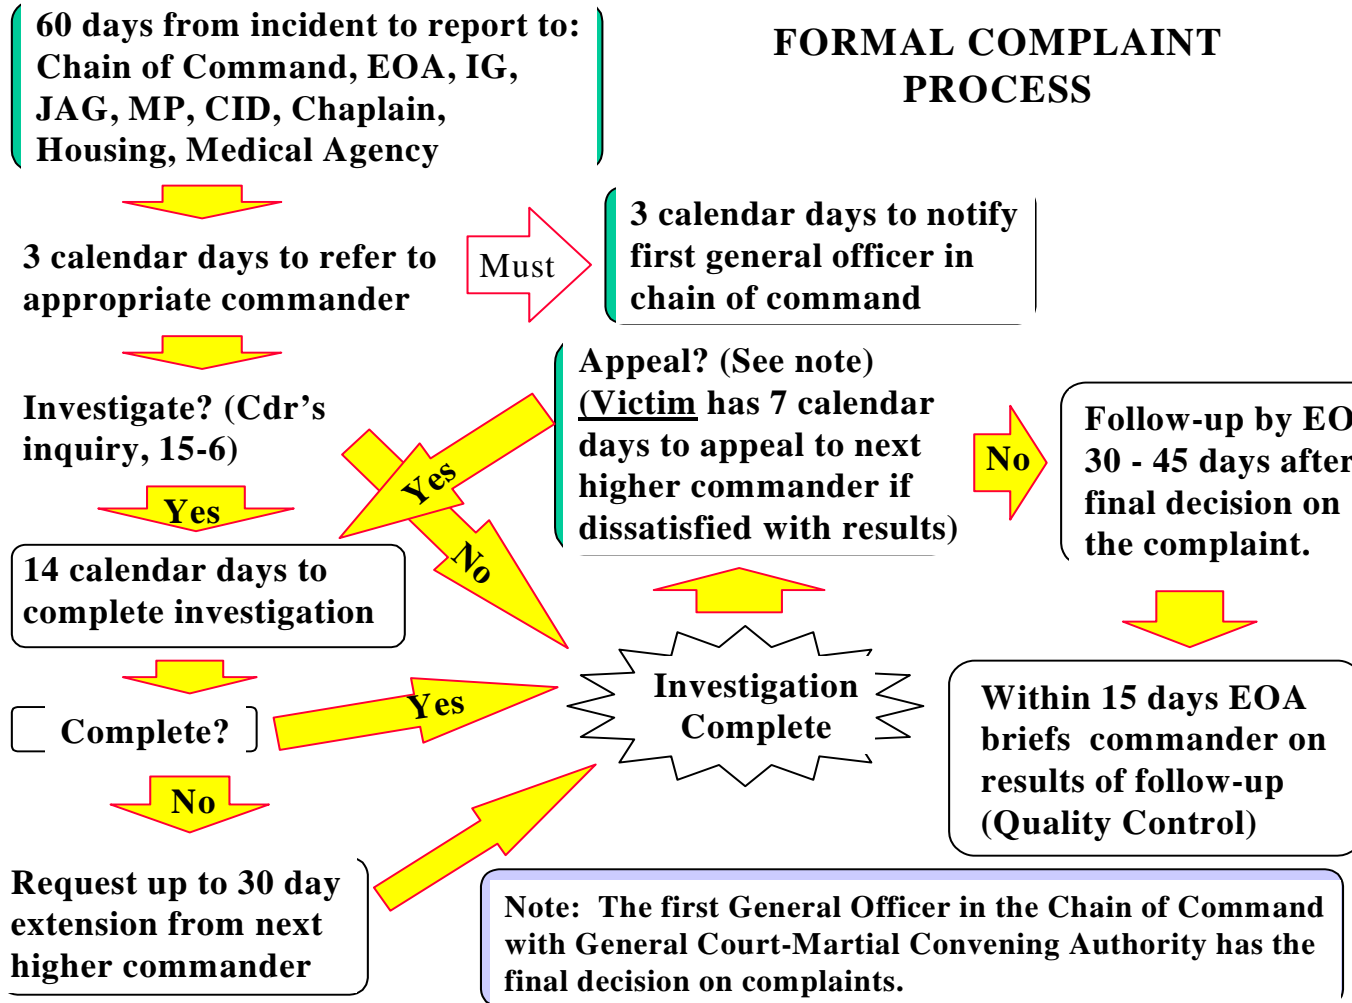 60 days from incident to report to:
Chain of Command, EOA, IG,
JAG, MP, CID, Chaplain,
Housing, Medical Agency
FORMAL COMPLAINT
PROCESS
3 calendar days to refer to
appropriate commander
Must
3 calendar days to notify
first general officer in
chain of command
Investigate? (Cdr's
inquiry, 15-6)
Yes
No
14 calendar days to
complete investigation
Complete?
Yes
No
Request up to 30 day
extension from next
higher commander
Investigation
Complete
Appeal? (See note)
(Victim has 7 calendar
days to appeal to next
higher commander if
dissatisfied with results)
Yes
No
Follow-up by EO
30 - 45 days after
final decision on
the complaint.
Within 15 days EOA
briefs commander on
results of follow-up
(Quality Control)
Note: The first General Officer in the Chain of Command
with General Court-Martial Convening Authority has the
final decision on complaints.